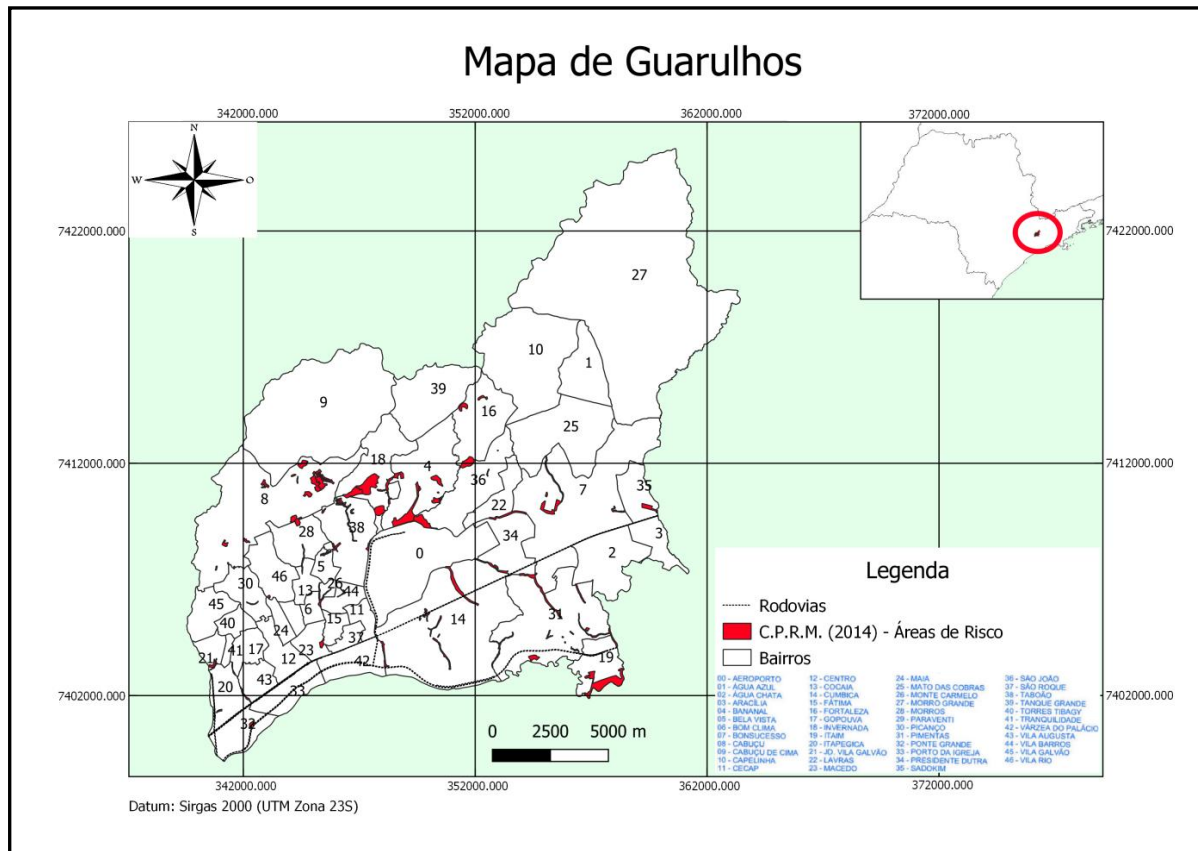 Mapa de Guarulhos
342000.000 352000.000 362000.000 372000.000
N
W O
S
7422000.000 7422000.000
27
10 1
39
9 16
25
7412000.000 7412000.000
18 4
36
8 7 35
22
28 38 34 3
0 2
5
46 26
30 13 44
45 6 11 14 31
40 15
24 37
41 17 23 19
21 12 42
20 43
33
7402000.000 7402000.000
32
0 2500 5000 m
Legenda
Rodovias
C.P.R.M. (2014) - Áreas de Risco
Bairros
00 - AEROPORTO
01 - ÁGUA AZUL
02 - ÁGUA CHATA
03 - ARACÍLIA
04 - BANANAL
05 - BELA VISTA
06 - BOM CLIMA
07 - BONSUCESSO
08 - CABUÇU
09 - CABUÇU DE CIMA
10 - CAPELINHA
11 - CECAP
12 - CENTRO
13 - COCAIA
14 - CUMBICA
15 - FÁTIMA
16 - FORTALEZA
17 - GOPOUVA
18 - INVERNADA
19 - ITAIM
20 - ITAPEGICA
21 - JD. VILA GALVÃO
22 - LAVRAS
23 - MACEDO
24 - MAIA
25 - MATO DAS COBRAS
26 - MONTE CARMELO
27 - MORRO GRANDE
28 - MORROS
29 - PARAVENTI
30 - PICANÇO
31 - PIMENTAS
32 - PONTE GRANDE
33 - PORTO DA IGREJA
34 - PRESIDENTE DUTRA
35 - SADOKIM
36 - SÃO JOÃO
37 - SÃO ROQUE
38 - TABOÃO
39 - TANQUE GRANDE
40 - TORRES TIBAGY
41 - TRANQUILIDADE
42 - VÁRZEA DO PALÁCIO
43 - VILA AUGUSTA
44 - VILA BARROS
45 - VILA GALVÃO
46 - VILA RIO
342000.000 352000.000 362000.000 372000.000
Datum: Sirgas 2000 (UTM Zona 23S)